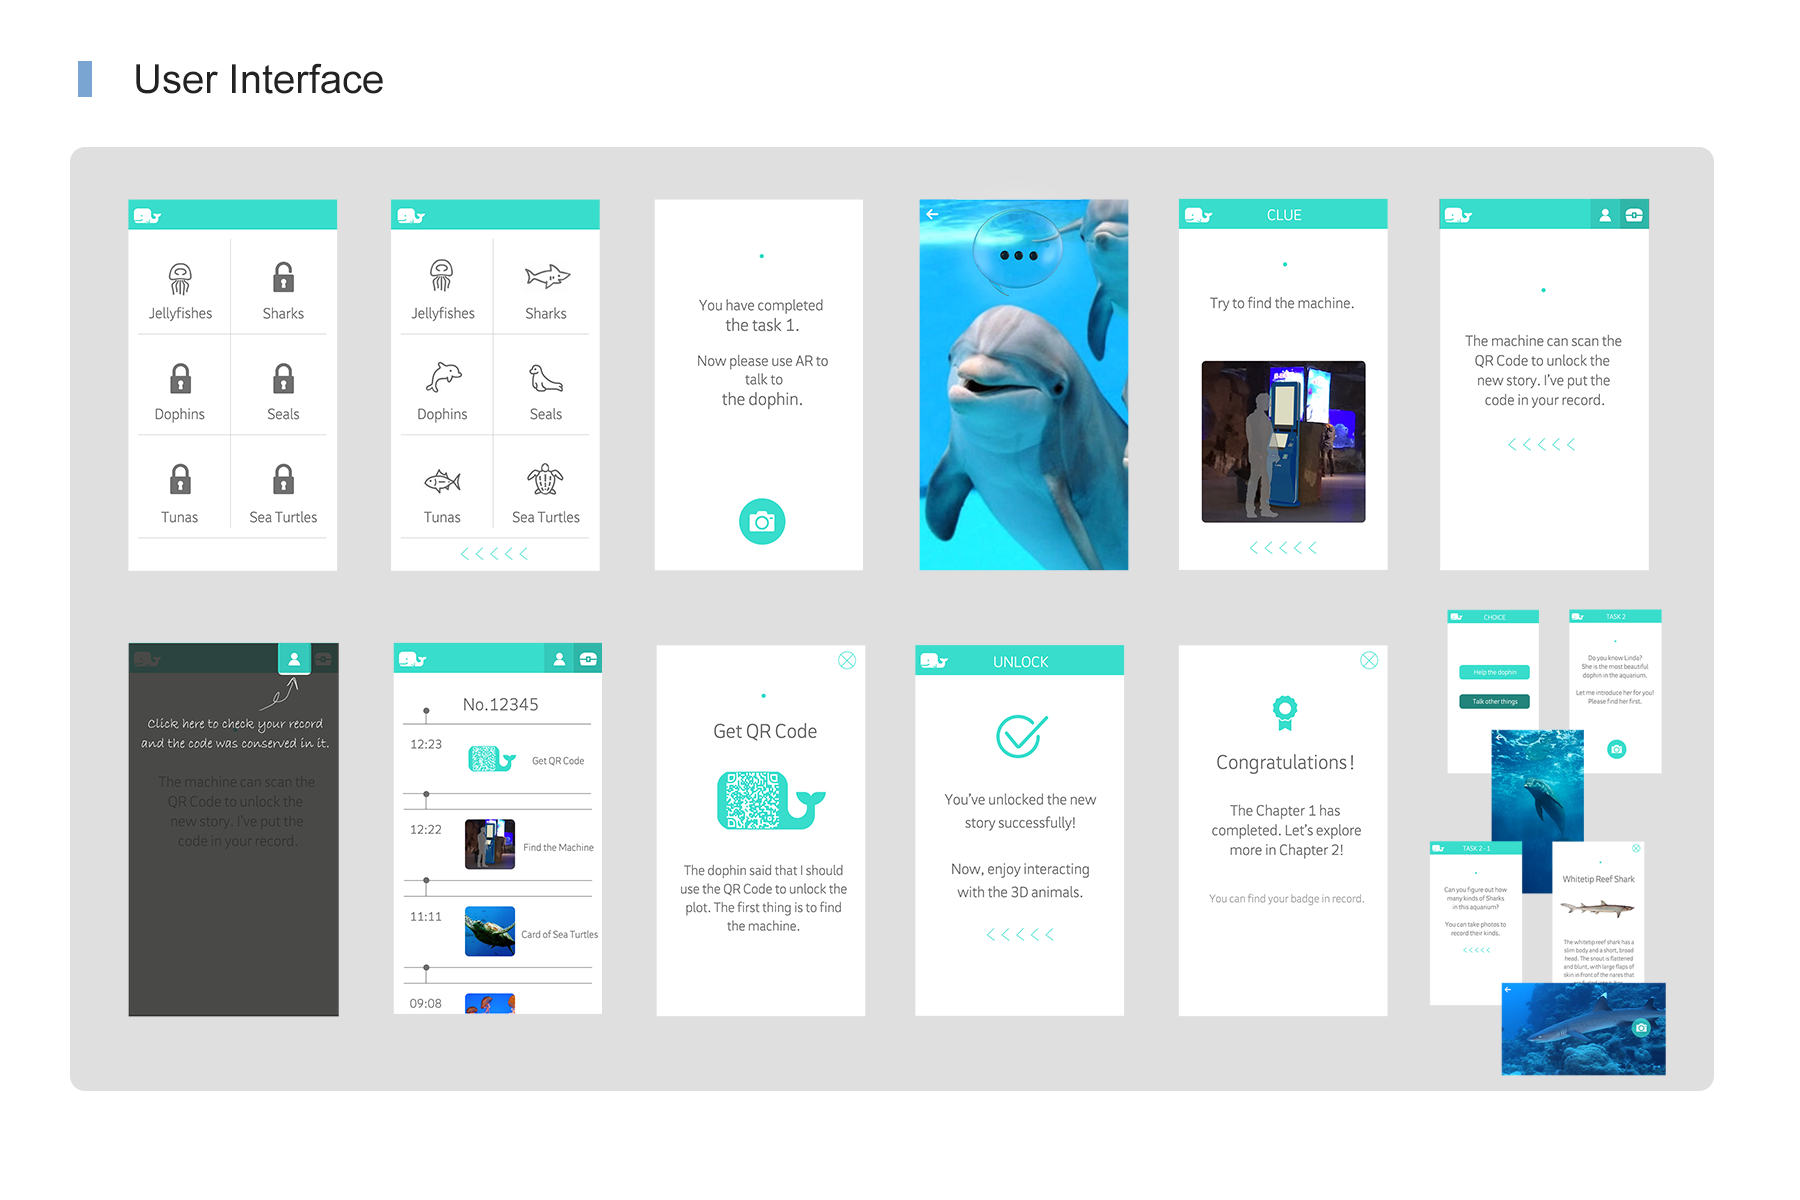 User Interface
Jellyfishes
Sharks
Dophins
Seals
Tunas
Sea Turtles
Jellyfishes
Sharks
Dophins
Seals
Tunas
Sea Turtles
You have completed
the task 1.
Now please use AR to
talk to
the dophin.
CLUE
Try to find the machine.
The machine can scan the
QR Code to unlock the
new story. I've put the
code in your record.
Click here to check your record
and the code was conserved in it.
The machine can scan the
QR Code to unlock the
new story. I've put the
code in your record.
No.12345
12:23
Get QR Code
12:22
Find the Machine
11:11
Card of Sea Turtles
09:08
Get QR Code
The dophin said that I should
use the QR Code to unlock the
plot. The first thing is to find
the machine.
UNLOCK
You've unlocked the new
story successfully!
Now, enjoy interacting
with the 3D animals.
Congratulations!
The Chapter 1 has
completed. Let's explore
more in Chapter 2!
You can find your badge in record.
CHOICE
Help the dophin
Talk other things
TASK 2
Do you know Linda?
She is the most beautiful
dophin in the aquarium.
Let me introduce her for you!
Please find her first.
TASK 2 - 1
Can you figure out how
many kinds of Sharks
in this aquarium?
You can take photos to
record their kinds.
Whitetip Reef Shark
The whitetip reef shark has a
slim body and a short, broad
head. The snout is flattened
and blunt, with large flaps of
skin in front of the nares that